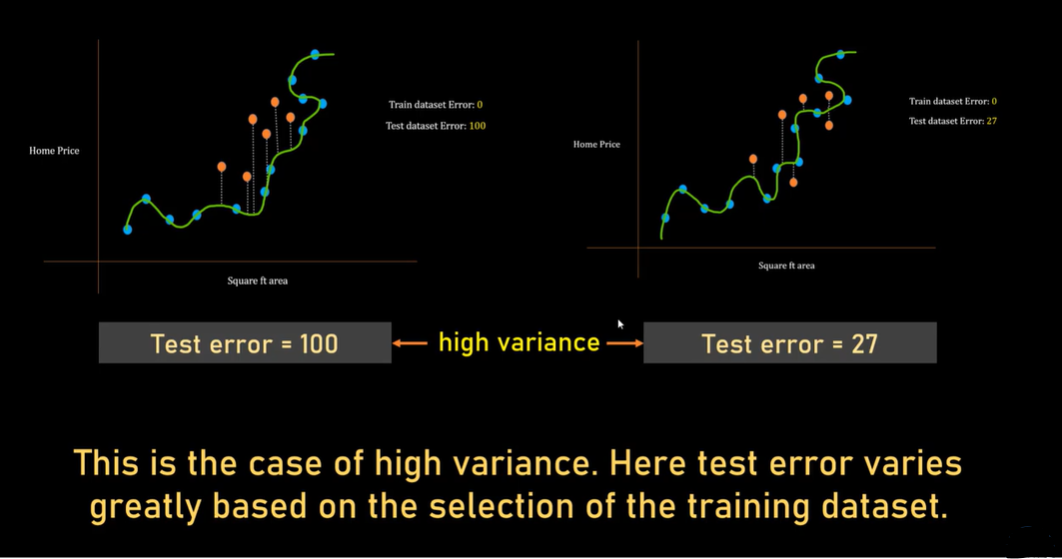 Train dataset Error: 0
Test dataset Error: 100
Home Price
Square ft area
Train dataset Error: 0
Test dataset Error: 27
Home Price
Square ft area
Test error = 100
high variance
Test error = 27
This is the case of high variance. Here test error varies
greatly based on the selection of the training dataset.